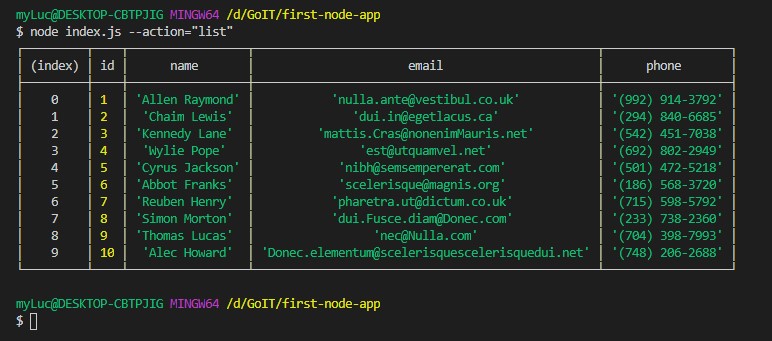 myLuc@DESKTOP-CBTPJIG MINGW64 /d/GoIT/first-node-app
$ node index.js --action="list"
(index) id name email phone
0 1 'Allen Raymond' 'nulla.ante@vestibul.co.uk' '(992) 914-3792'
1 2 'Chaim Lewis' 'dui.in@egetlacus.ca' '(294) 840-6685'
2 3 'Kennedy Lane' 'mattis.Cras@nonenimMauris.net' '(542) 451-7038'
3 4 'Wylie Pope' 'est@utquamvel.net' '(692) 802-2949'
4 5 'Cyrus Jackson' 'nibh@semsempererat.com' '(501) 472-5218'
5 6 'Abbot Franks' 'scelerisque@magnis.org' '(186) 568-3720'
6 7 'Reuben Henry' 'pharetra.ut@dictum.co.uk' '(715) 598-5792'
7 8 'Simon Morton' 'dui.Fusce.diam@Donec.com' '(233) 738-2360'
8 9 'Thomas Lucas' 'nec@Nulla.com' '(704) 398-7993'
9 10 'Alec Howard' 'Donec.elementum@scelerisquescelerisquedui.net' '(748) 206-2688'
myLuc@DESKTOP-CBTPJIG MINGW64 /d/GoIT/first-node-app
$